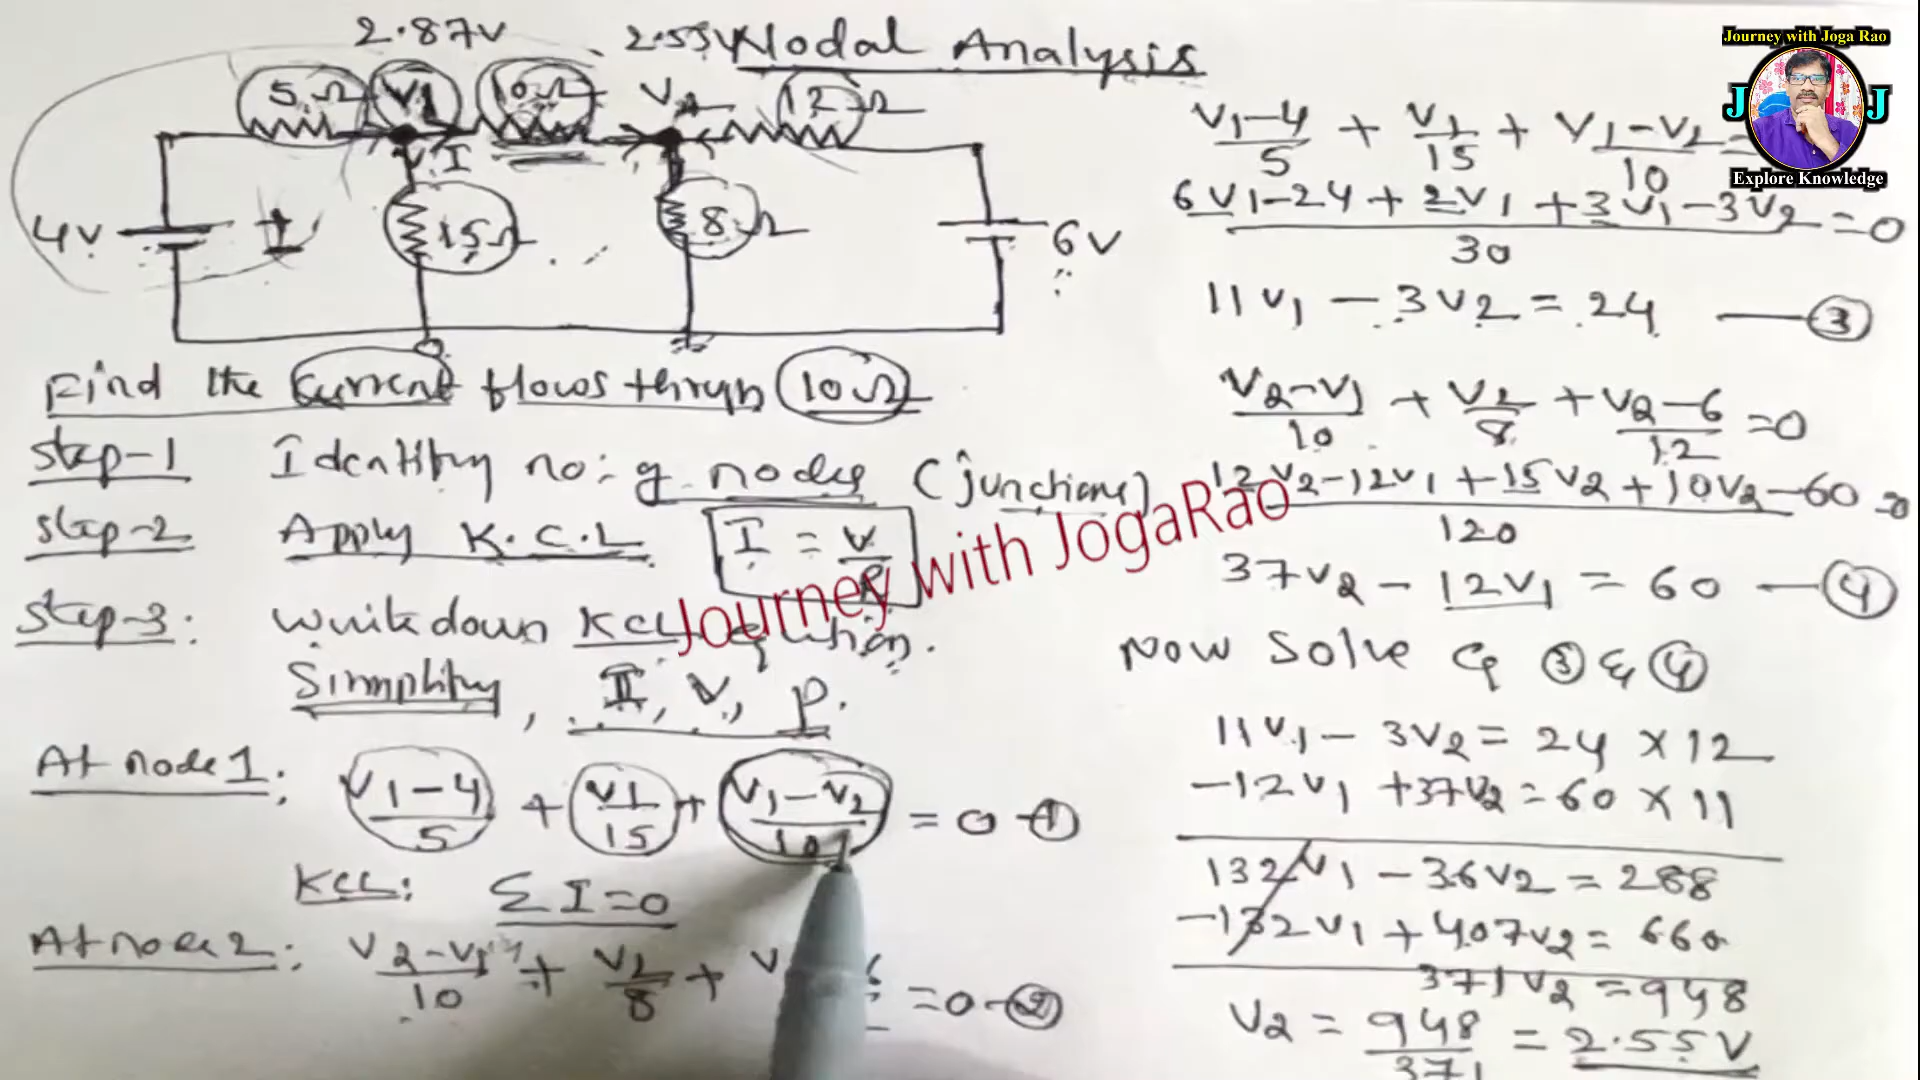 2.87V 2.55V Nodal Analysis
5Ω V1 10Ω V2 12Ω
I
4V I 15Ω 8Ω 6V
Find the current flows through 10Ω
Step-1 Identify no: of nodes (junctions)
Step-2 Apply K.C.L I = V/R
Step-3: Write down KCL equation.
Simplify, I, V, P.
At node 1: V1-4/5 + V1/15 + V1-V2/10 = 0 -①
KCL: ΣI=0
At node 2: V2-V1/10 + V2/8 + V 6 =0-②
V1-4/5 + V1/15 + V1-V2/10 =
6V1-24+2V1+3V1-3V2/30 =0
11V1 - 3V2 = 24 — ③
V2-V1/10 + V2/8 + V2-6/12 =0
12V2-12V1+15V2+10V2-60/120 =0
37V2 - 12V1 = 60 — ④
Now Solve Eq ③ & ④
11V1 - 3V2 = 24 ×12
-12V1 +37V2 = 60 ×11
132V1 - 36V2 = 288
-132V1 + 407V2 = 660
371V2 = 948
V2 = 948/371 = 2.55V
Journey with Joga Rao
J J
Explore Knowledge
Journey with JogaRao